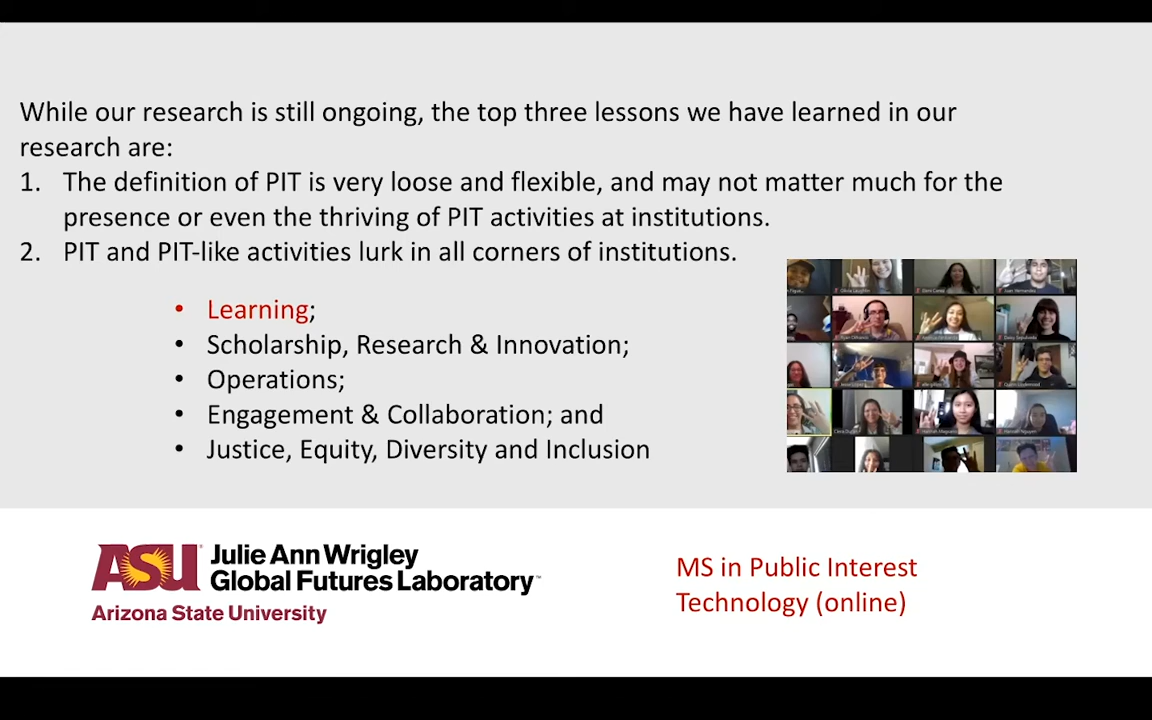 While our research is still ongoing, the top three lessons we have learned in our
research are:
1. The definition of PIT is very loose and flexible, and may not matter much for the
presence or even the thriving of PIT activities at institutions.
2. PIT and PIT-like activities lurk in all corners of institutions.
• Learning;
• Scholarship, Research & Innovation;
• Operations;
• Engagement & Collaboration; and
• Justice, Equity, Diversity and Inclusion
ASU Julie Ann Wrigley
Global Futures Laboratory™
Arizona State University
MS in Public Interest
Technology (online)